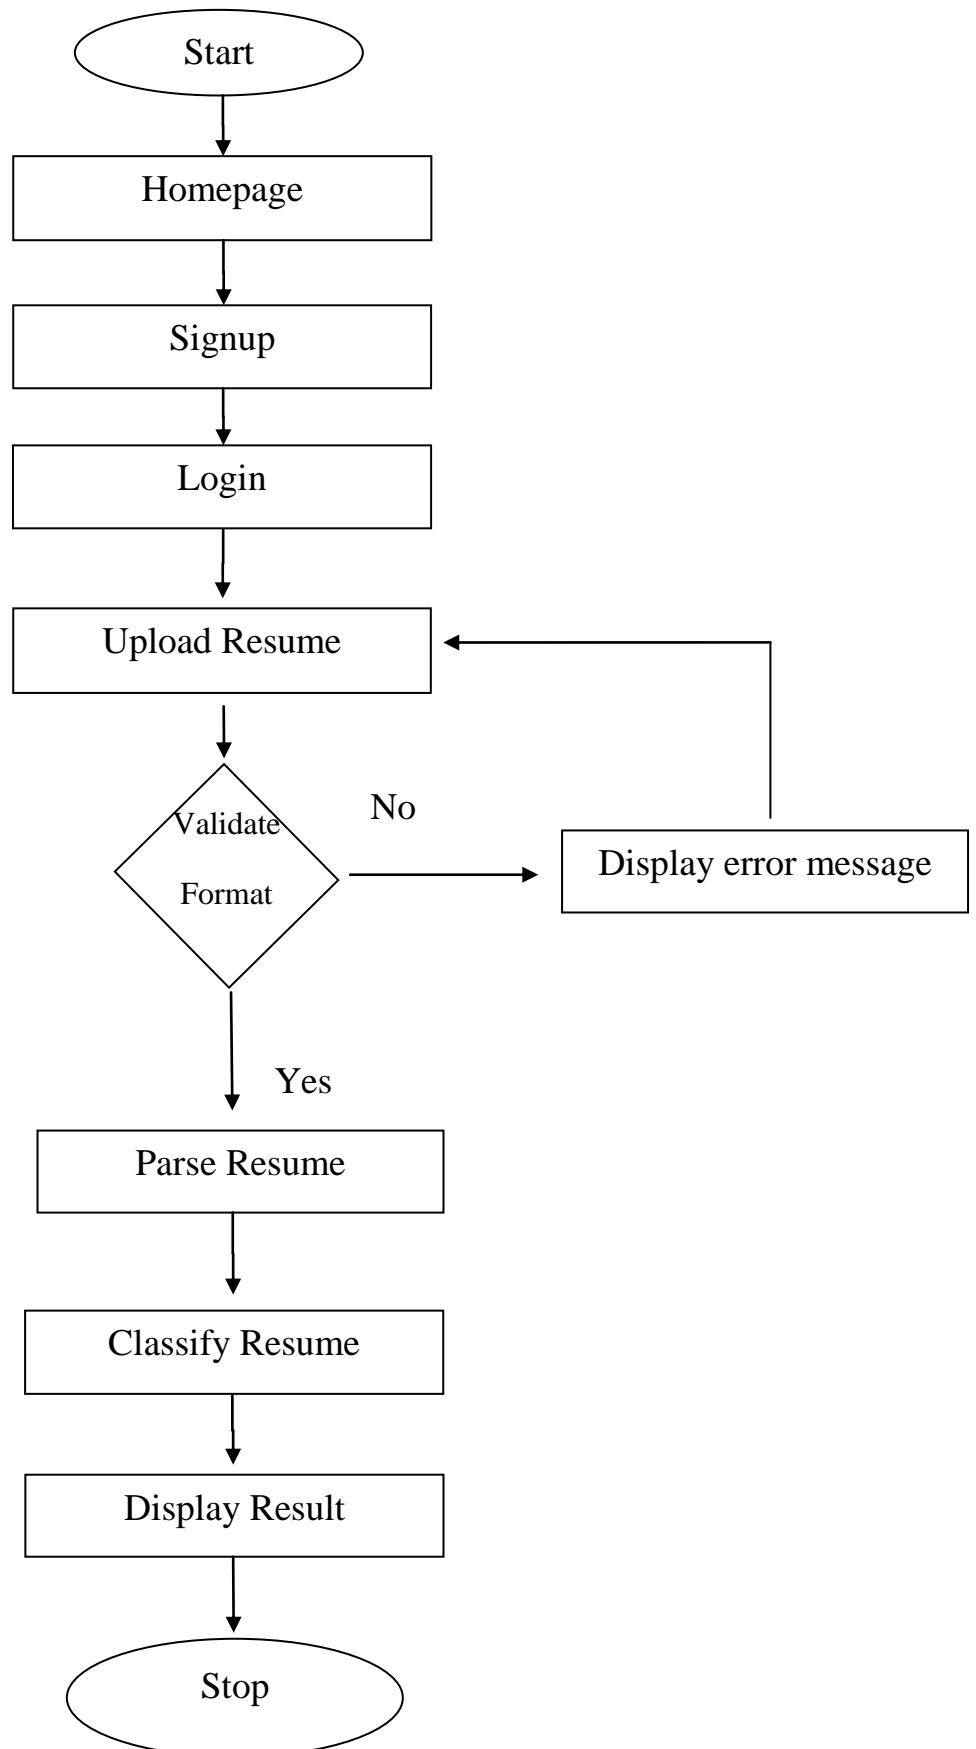 Start
Homepage
Signup
Login
Upload Resume
Validate
Format
No
Display error message
Yes
Parse Resume
Classify Resume
Display Result
Stop